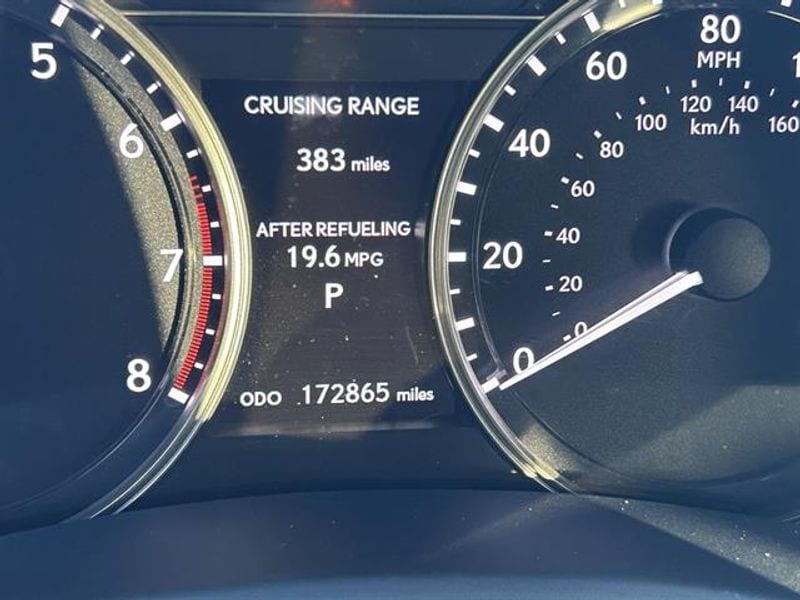 5
6
7
8
CRUISING RANGE
383 miles
AFTER REFUELING
19.6 MPG
P
ODO 172865 miles
80
MPH
60
40
20
0
120 140
100 160
km/h
80
60
40
20
0